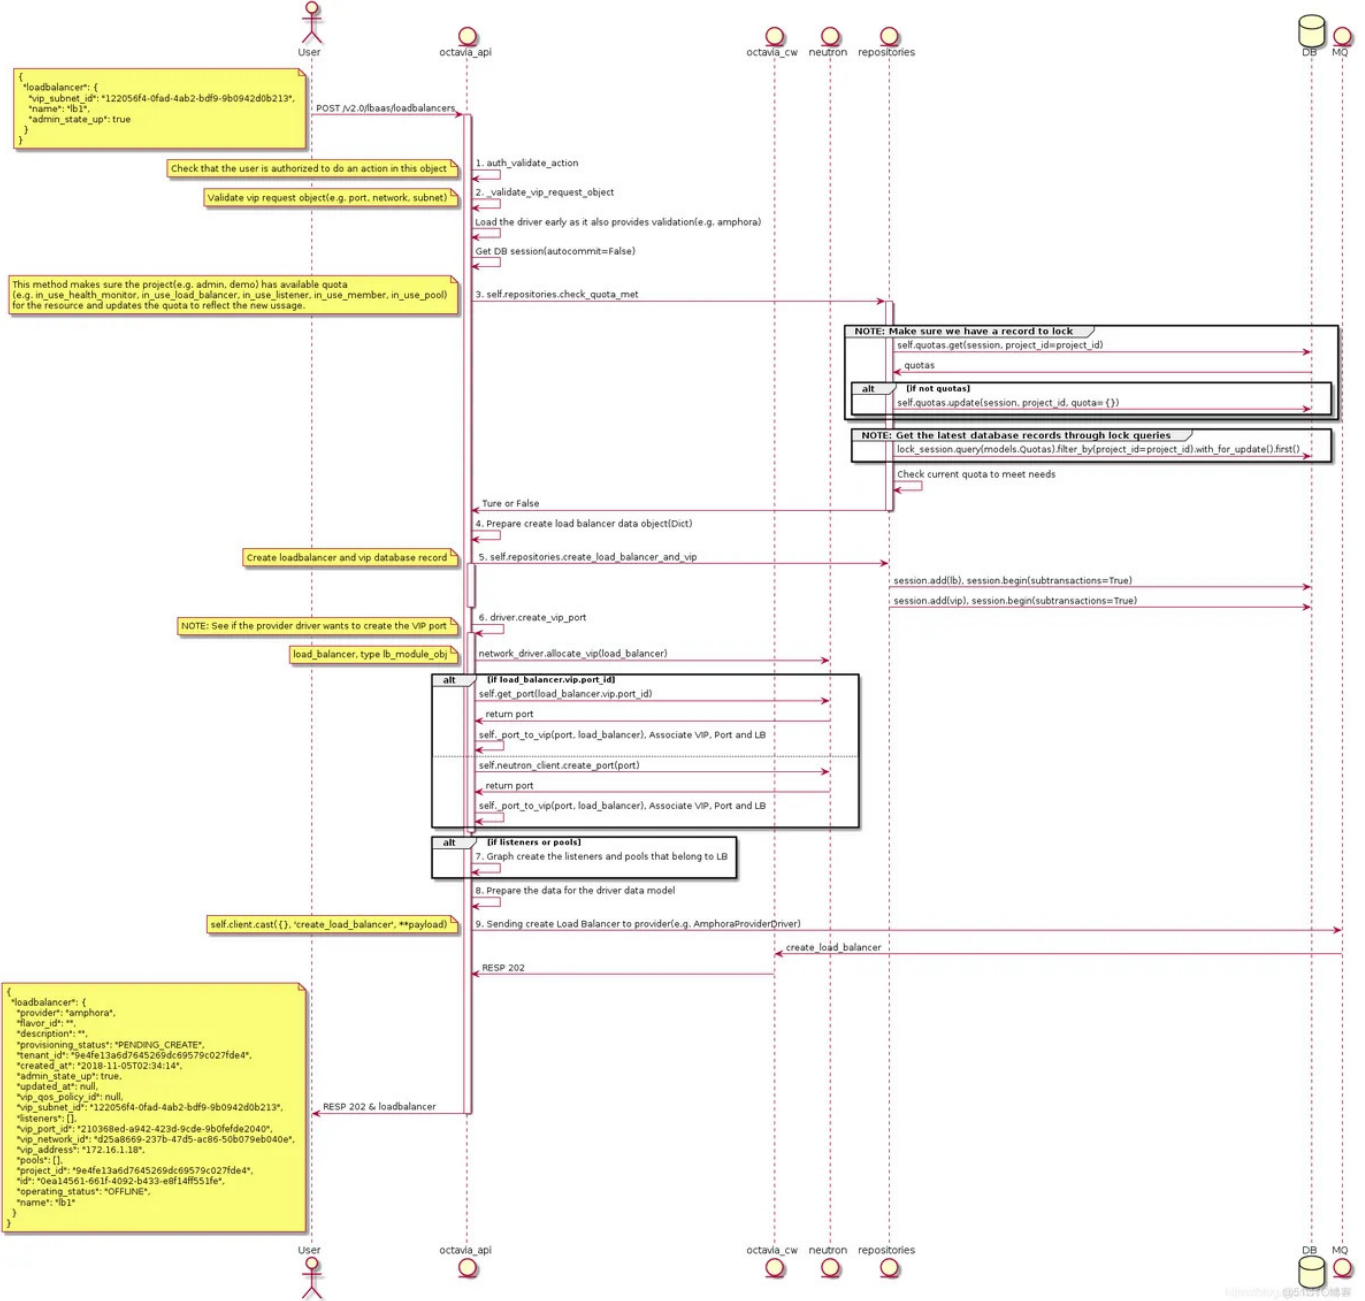 User
octavia_api
octavia_cw
neutron
repositories
DB
MQ
{
"loadbalancer": {
"vip_subnet_id": "122056f4-0fad-4ab2-bdf9-9b0942d0b213",
"name": "lb1",
"admin_state_up": true
}
}
POST /v2.0/lbaas/loadbalancers
Check that the user is authorized to do an action in this object
1. auth_validate_action
Validate vip request object(e.g. port, network, subnet)
2. _validate_vip_request_object
Load the driver early as it also provides validation(e.g. amphora)
Get DB session(autocommit=False)
This method makes sure the project(e.g. admin, demo) has available quota
(e.g. in_use_health_monitor, in_use_load_balancer, in_use_listener, in_use_member, in_use_pool)
for the resource and updates the quota to reflect the new ussage.
3. self.repositories.check_quota_met
NOTE: Make sure we have a record to lock
self.quotas.get(session, project_id=project_id)
quotas
alt [if not quotas]
self.quotas.update(session, project_id, quota={})
NOTE: Get the latest database records through lock queries
lock_session.query(models.Quotas).filter_by(project_id=project_id).with_for_update().first()
Check current quota to meet needs
Ture or False
4. Prepare create load balancer data object(Dict)
Create loadbalancer and vip database record
5. self.repositories.create_load_balancer_and_vip
session.add(lb), session.begin(subtransactions=True)
session.add(vip), session.begin(subtransactions=True)
NOTE: See if the provider driver wants to create the VIP port
6. driver.create_vip_port
load_balancer, type lb_module_obj
network_driver.allocate_vip(load_balancer)
alt [if load_balancer.vip.port_id]
self.get_port(load_balancer.vip.port_id)
return port
self._port_to_vip(port, load_balancer), Associate VIP, Port and LB
self.neutron_client.create_port(port)
return port
self._port_to_vip(port, load_balancer), Associate VIP, Port and LB
alt [if listeners or pools]
7. Graph create the listeners and pools that belong to LB
8. Prepare the data for the driver data model
self.client.cast({}, 'create_load_balancer', **payload)
9. Sending create Load Balancer to provider(e.g. AmphoraProviderDriver)
create_load_balancer
RESP 202
{
"loadbalancer": {
"provider": "amphora",
"flavor_id": "",
"description": "",
"provisioning_status": "PENDING_CREATE",
"tenant_id": "9e4fe13a6d7645269dc69579c027fde4",
"created_at": "2018-11-05T02:34:14",
"admin_state_up": true,
"updated_at": null,
"vip_qos_policy_id": null,
"vip_subnet_id": "122056f4-0fad-4ab2-bdf9-9b0942d0b213",
"listeners": [],
"vip_port_id": "210368ed-a942-423d-9cde-9b0fefde2040",
"vip_network_id": "d25a8669-237b-47d5-ac86-50b079eb040e",
"vip_address": "172.16.1.18",
"pools": [],
"project_id": "9e4fe13a6d7645269dc69579c027fde4",
"id": "0ea14561-661f-4092-b433-e8f14ff551fe",
"operating_status": "OFFLINE",
"name": "lb1"
}
}
RESP 202 & loadbalancer
User
octavia_api
octavia_cw
neutron
repositories
DB
MQ
@51CTO博客